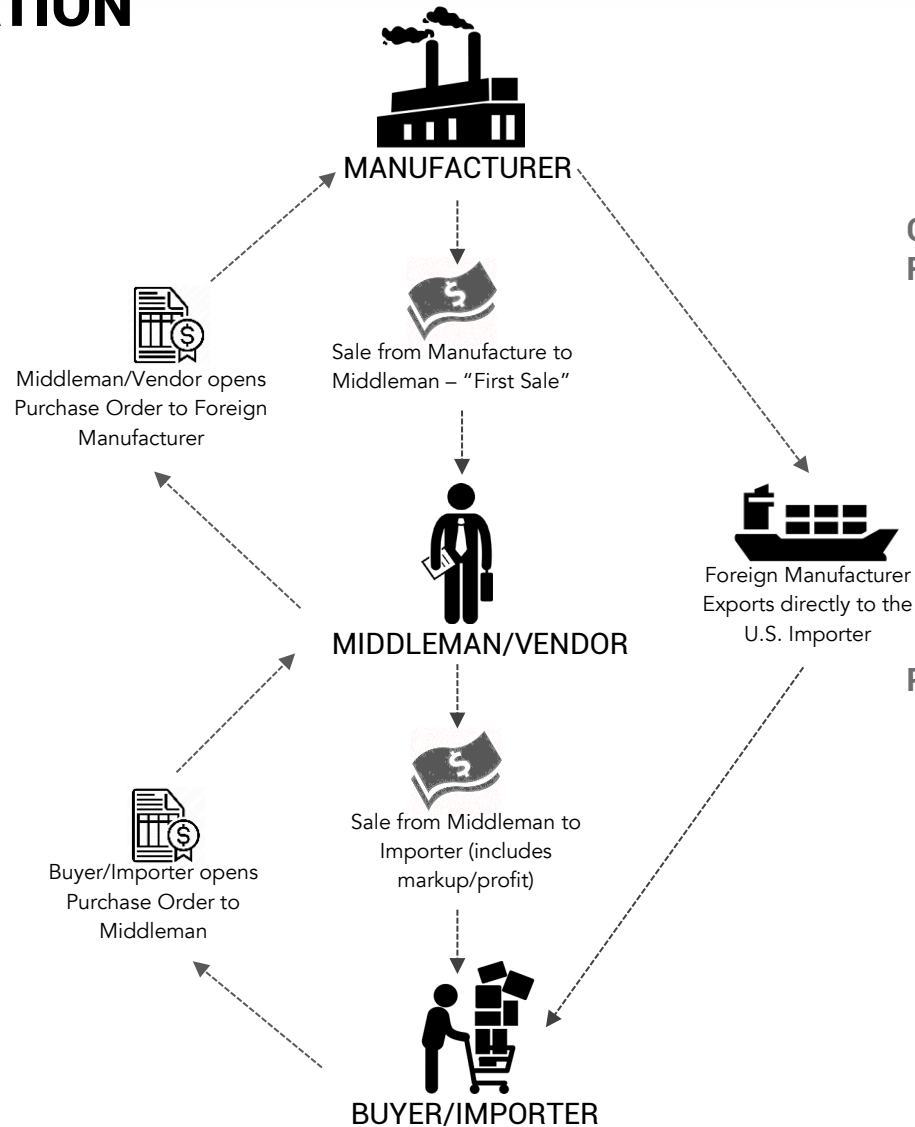 MANUFACTURER
Middleman/Vendor opens
Purchase Order to Foreign
Manufacturer
Sale from Manufacture to
Middleman – “First Sale”
Foreign Manufacturer
Exports directly to the
U.S. Importer
MIDDLEMAN/VENDOR
Buyer/Importer opens
Purchase Order to
Middleman
Sale from Middleman to
Importer (includes
markup/profit)
BUYER/IMPORTER